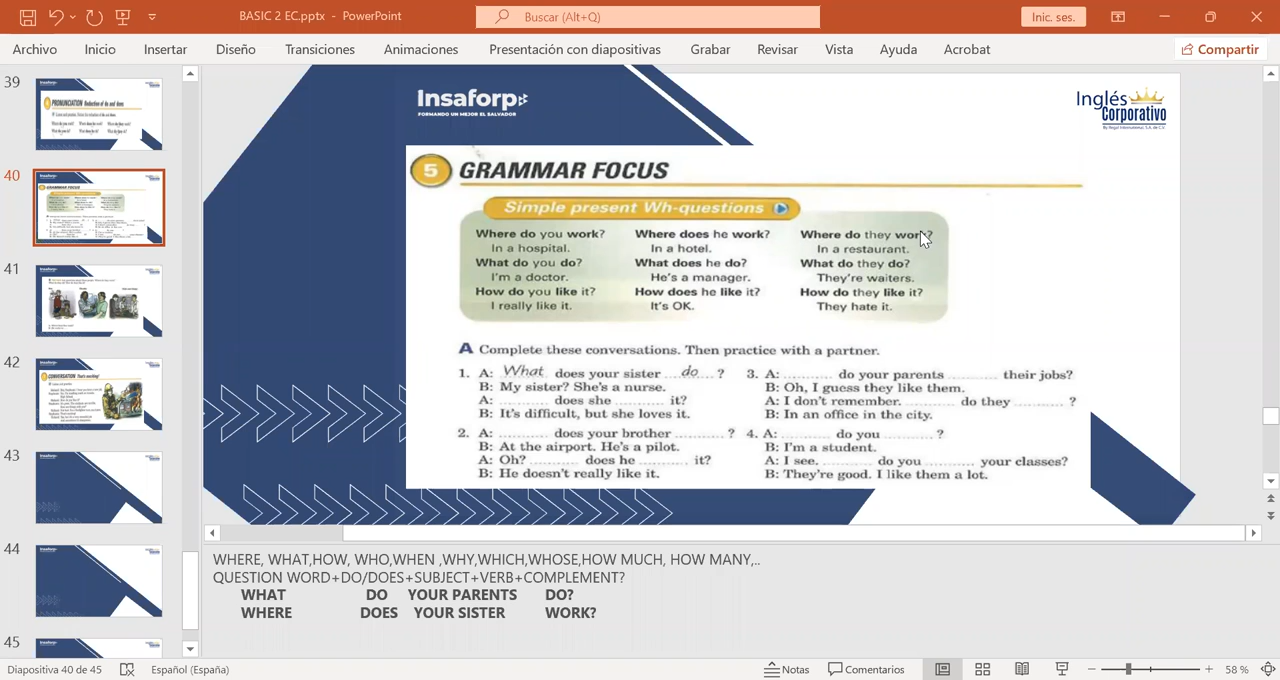 BASIC 2 EC.pptx - PowerPoint
Buscar (Alt+Q)
Inic. ses.
Archivo Inicio Insertar Diseño Transiciones Animaciones Presentación con diapositivas Grabar Revisar Vista Ayuda Acrobat
Compartir
39
40
41
42
43
44
45
Insaforp
FORMANDO UN MEJOR EL SALVADOR
Inglés
Corporativo
By Regal International, S.A. de C.V.
5 GRAMMAR FOCUS
Simple present Wh-questions
Where do you work?
In a hospital.
What do you do?
I'm a doctor.
How do you like it?
I really like it.
Where does he work?
In a hotel.
What does he do?
He's a manager.
How does he like it?
It's OK.
Where do they work?
In a restaurant.
What do they do?
They're waiters.
How do they like it?
They hate it.
A Complete these conversations. Then practice with a partner.
1. A: What does your sister do ?
B: My sister? She's a nurse.
A: .......... does she .......... it?
B: It's difficult, but she loves it.
2. A: .......... does your brother .......... ?
B: At the airport. He's a pilot.
A: Oh? .......... does he .......... it?
B: He doesn't really like it.
3. A: .......... do your parents .......... their jobs?
B: Oh, I guess they like them.
A: I don't remember. .......... do they .......... ?
B: In an office in the city.
4. A: .......... do you .......... ?
B: I'm a student.
A: I see. .......... do you .......... your classes?
B: They're good. I like them a lot.
WHERE, WHAT,HOW, WHO,WHEN ,WHY,WHICH,WHOSE,HOW MUCH, HOW MANY,..
QUESTION WORD+DO/DOES+SUBJECT+VERB+COMPLEMENT?
WHAT DO YOUR PARENTS DO?
WHERE DOES YOUR SISTER WORK?
Diapositiva 40 de 45 Español (España) Notas Comentarios 58 %